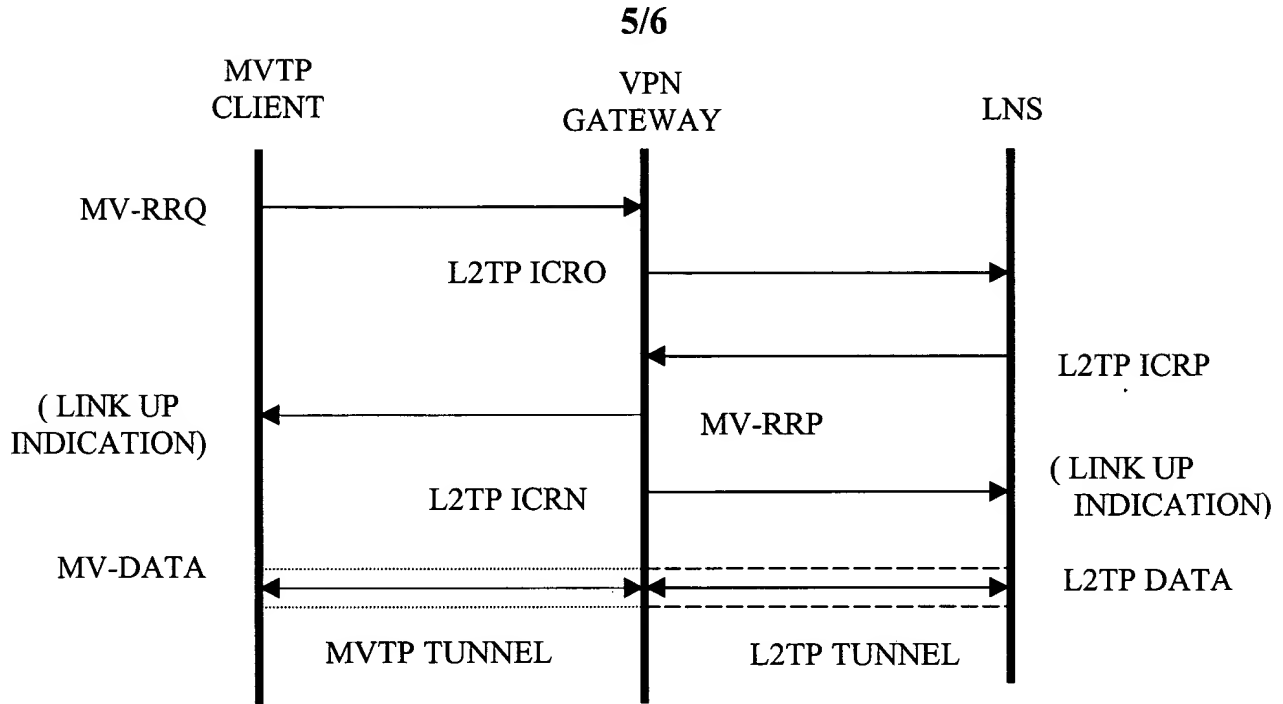 5/6
MVTP
CLIENT
VPN
GATEWAY
LNS
MV-RRQ
L2TP ICRO
L2TP ICRP
( LINK UP
INDICATION)
MV-RRP
L2TP ICRN
( LINK UP
INDICATION)
MV-DATA
L2TP DATA
MVTP TUNNEL
L2TP TUNNEL